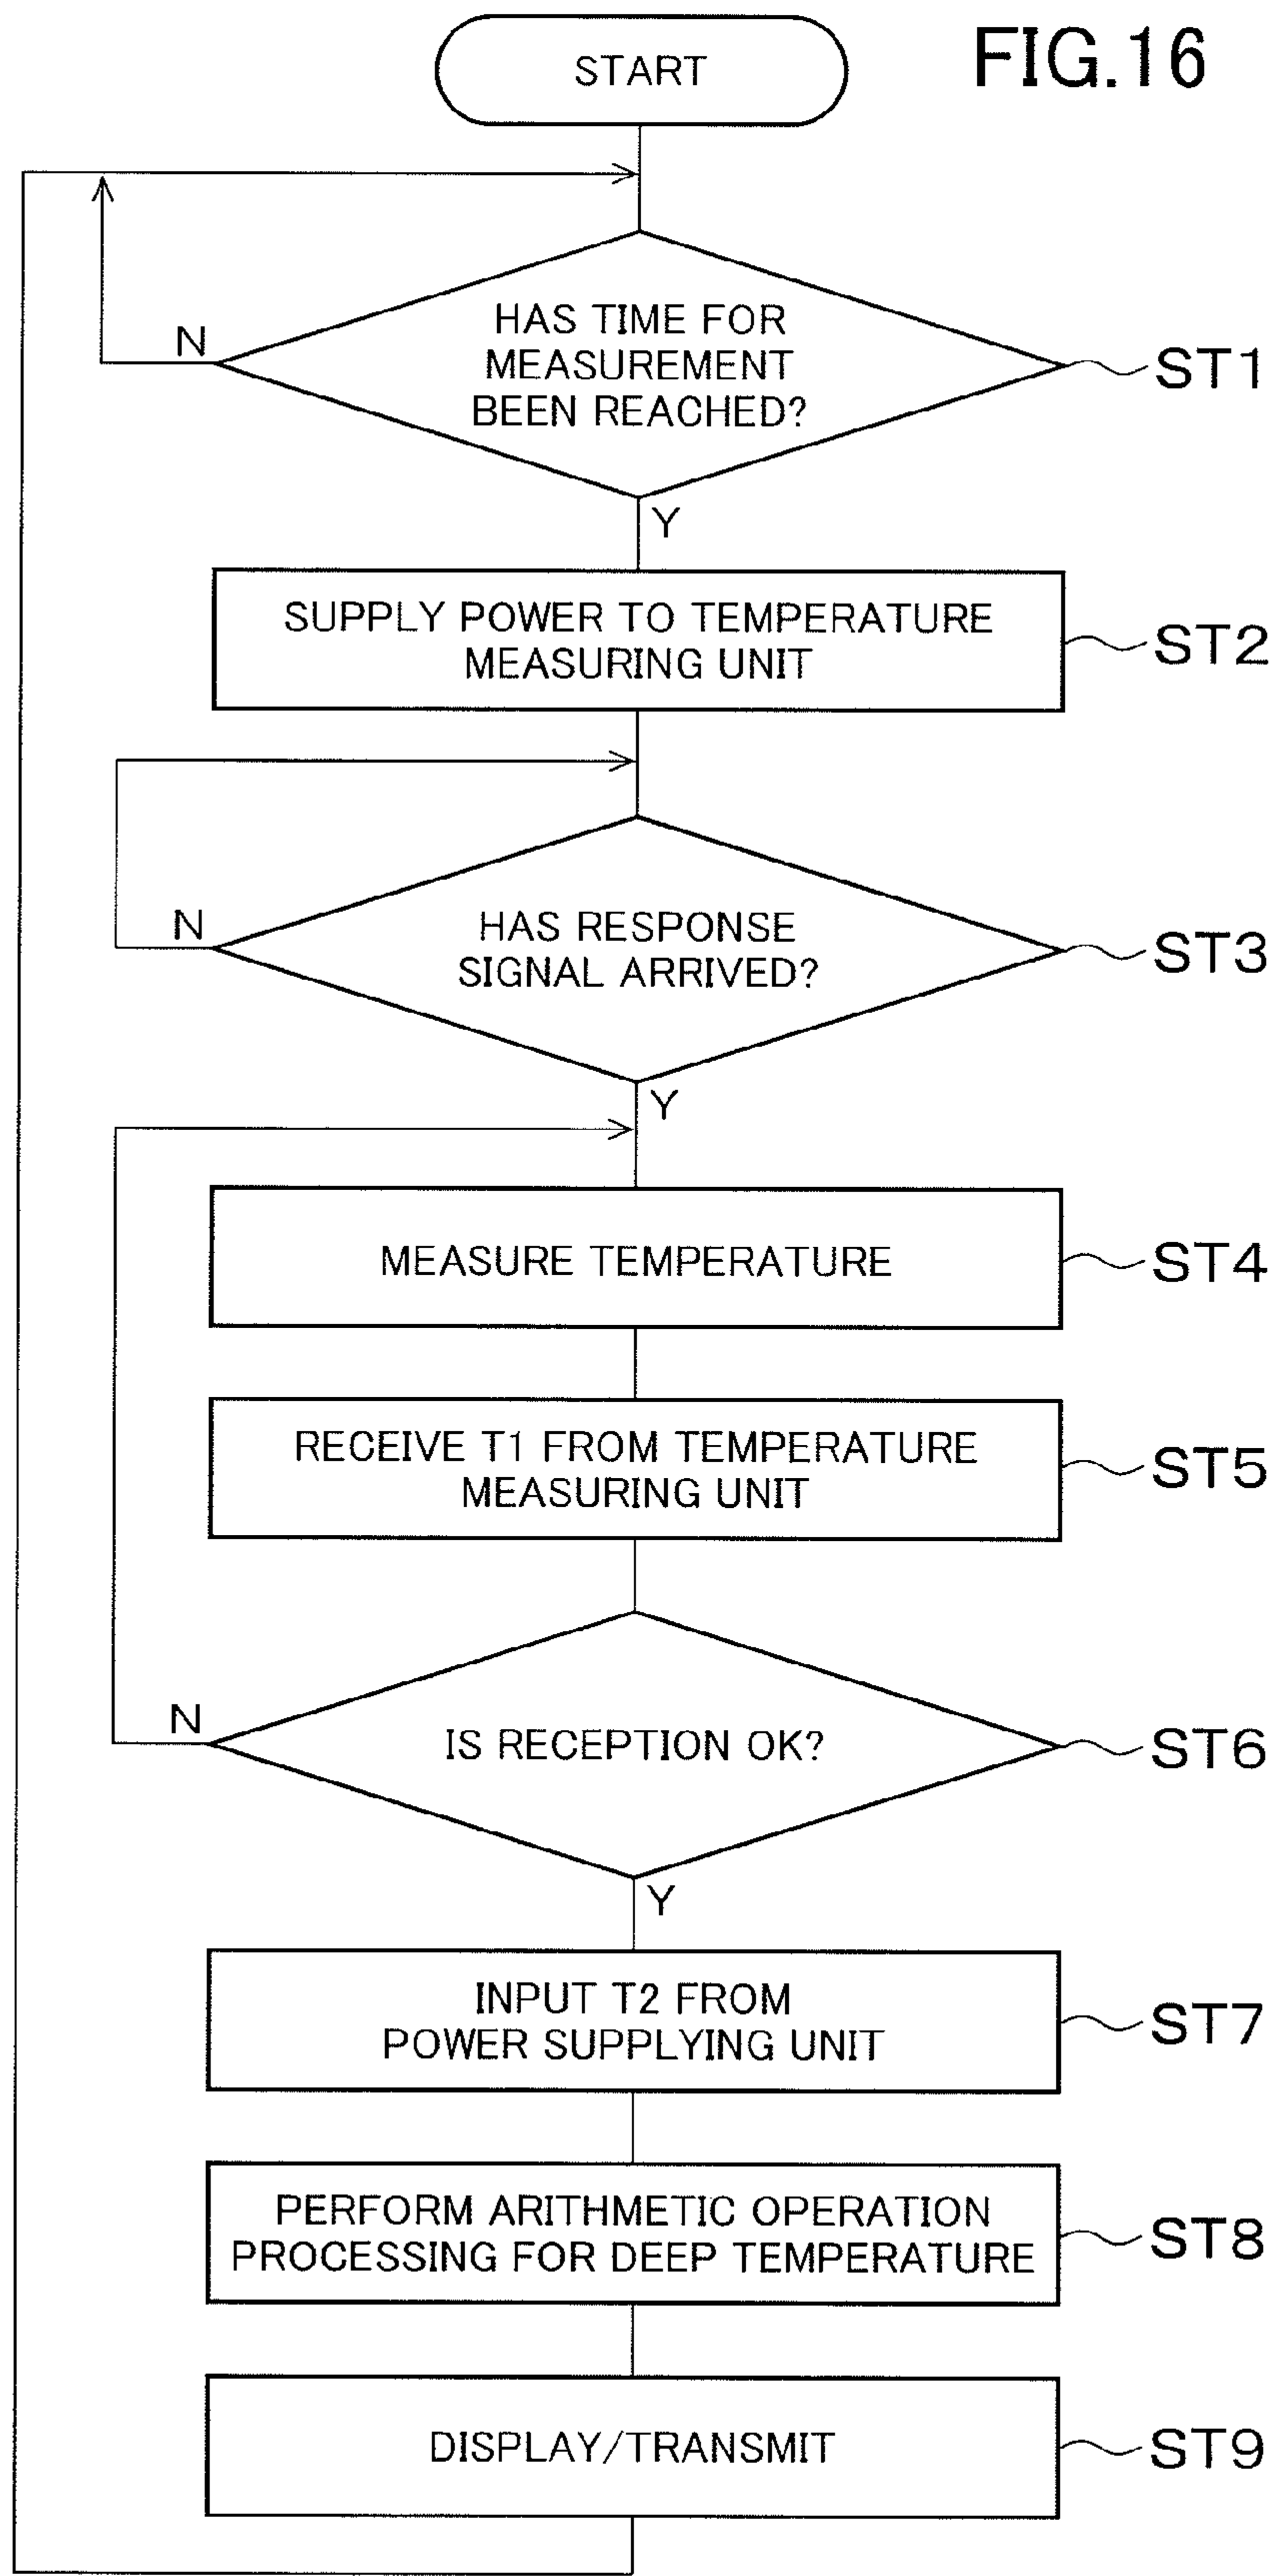 FIG.16
START
HAS TIME FOR
MEASUREMENT
BEEN REACHED?
N
ST1
Y
SUPPLY POWER TO TEMPERATURE
MEASURING UNIT
ST2
N
HAS RESPONSE
SIGNAL ARRIVED?
ST3
Y
MEASURE TEMPERATURE
ST4
RECEIVE T1 FROM TEMPERATURE
MEASURING UNIT
ST5
N
IS RECEPTION OK?
ST6
Y
INPUT T2 FROM
POWER SUPPLYING UNIT
ST7
PERFORM ARITHMETIC OPERATION
PROCESSING FOR DEEP TEMPERATURE
ST8
DISPLAY/TRANSMIT
ST9